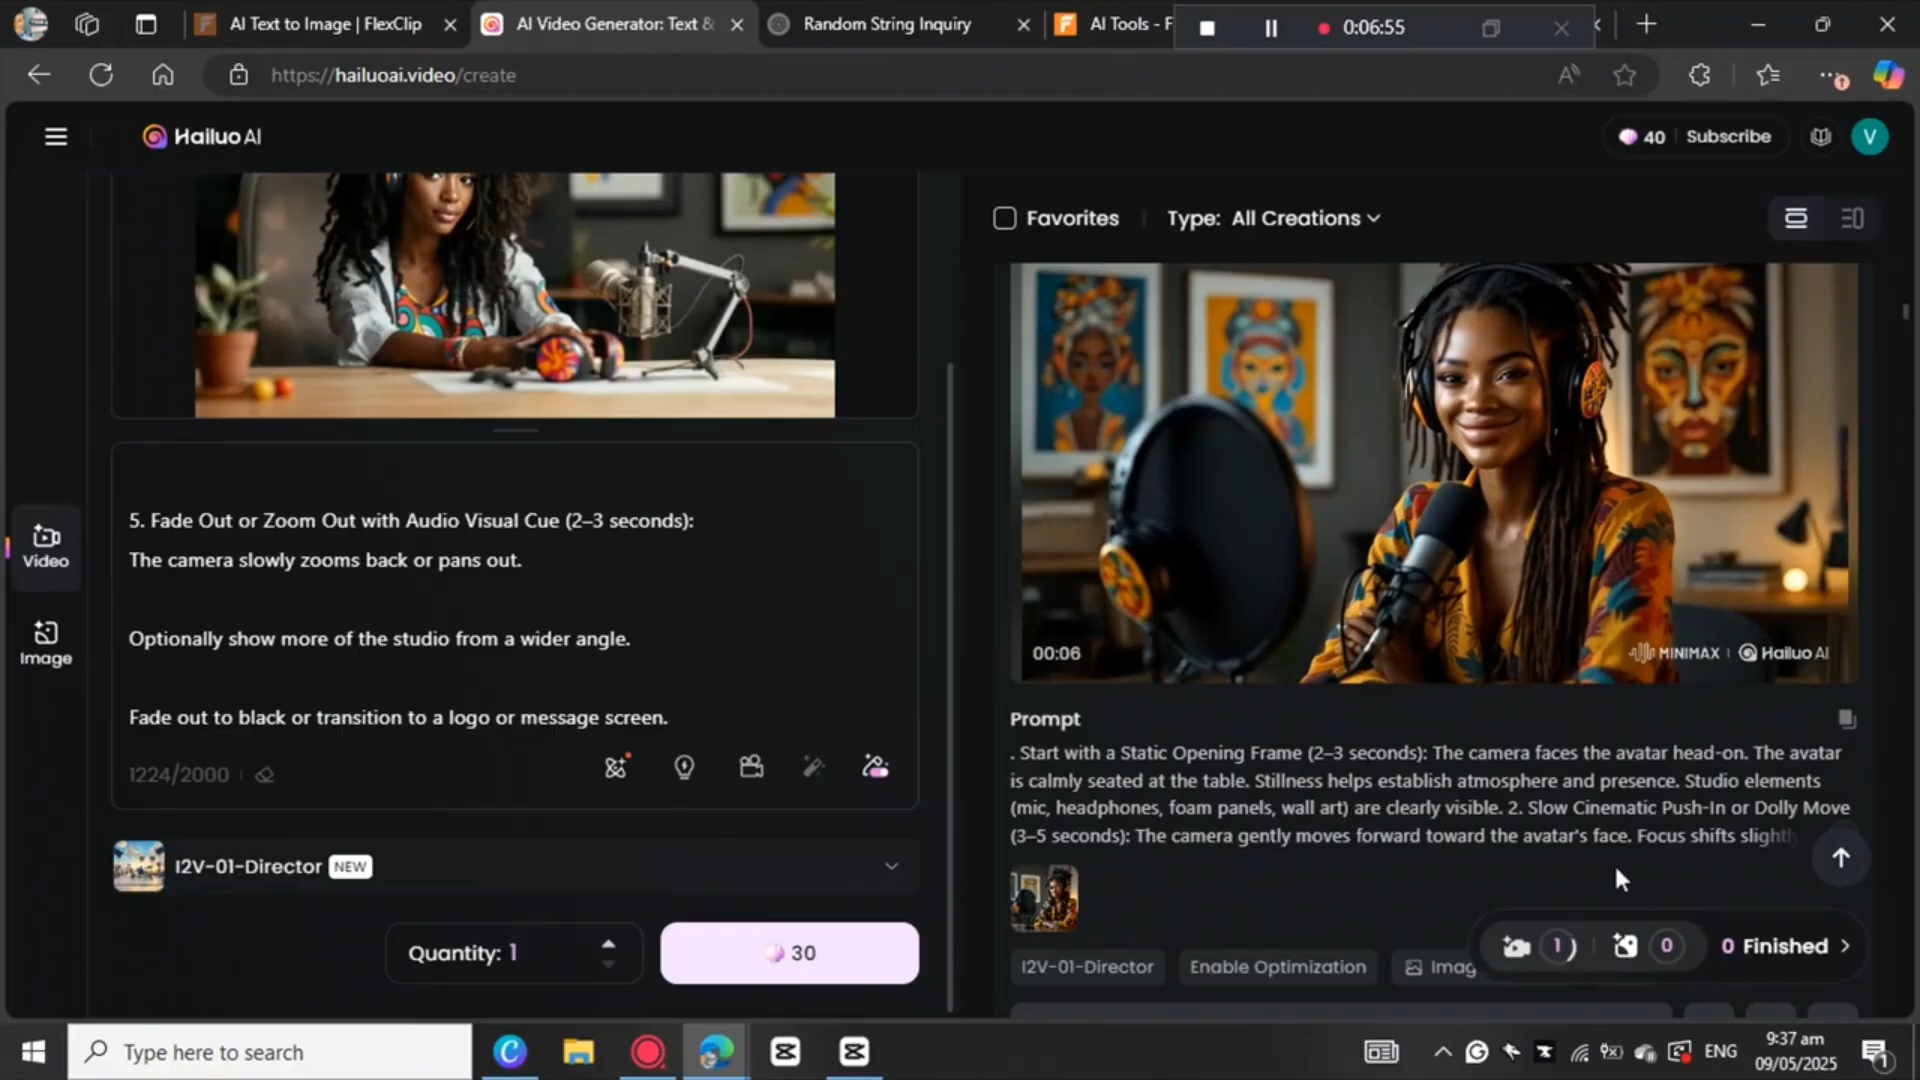 AI Text to Image | FlexClip
AI Video Generator: Text &
Random String Inquiry
AI Tools - F
0:06:55
https://hailuoai.video/create
Hailuo AI
40
Subscribe
V
Favorites
Type: All Creations
Video
Image
5. Fade Out or Zoom Out with Audio Visual Cue (2–3 seconds):
The camera slowly zooms back or pans out.
Optionally show more of the studio from a wider angle.
Fade out to black or transition to a logo or message screen.
1224/2000
I2V-01-Director NEW
Quantity: 1
30
00:06
MINIMAX | Hailuo AI
Prompt
. Start with a Static Opening Frame (2–3 seconds): The camera faces the avatar head-on. The avatar
is calmly seated at the table. Stillness helps establish atmosphere and presence. Studio elements
(mic, headphones, foam panels, wall art) are clearly visible. 2. Slow Cinematic Push-In or Dolly Move
(3–5 seconds): The camera gently moves forward toward the avatar's face. Focus shifts slightly
I2V-01-Director
Enable Optimization
Imag
1
0
0 Finished
Type here to search
ENG
9:37 am
09/05/2025
1